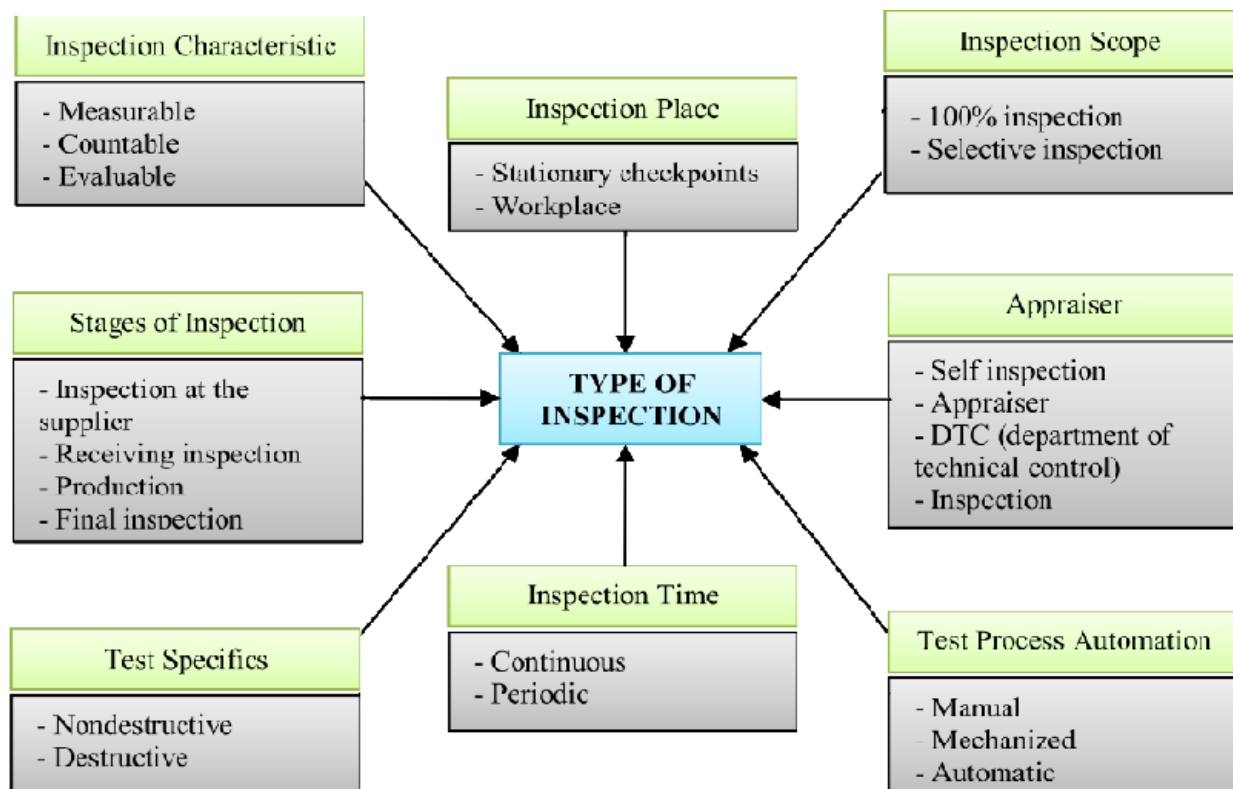 Inspection Characteristic
- Measurable
- Countable
- Evaluable
Inspection Place
- Stationary checkpoints
- Workplace
Inspection Scope
- 100% inspection
- Selective inspection
Stages of Inspection
- Inspection at the
supplier
- Receiving inspection
- Production
- Final inspection
TYPE OF
INSPECTION
Appraiser
- Self inspection
- Appraiser
- DTC (department of
technical control)
- Inspection
Test Specifics
- Nondestructive
- Destructive
Inspection Time
- Continuous
- Periodic
Test Process Automation
- Manual
- Mechanized
- Automatic